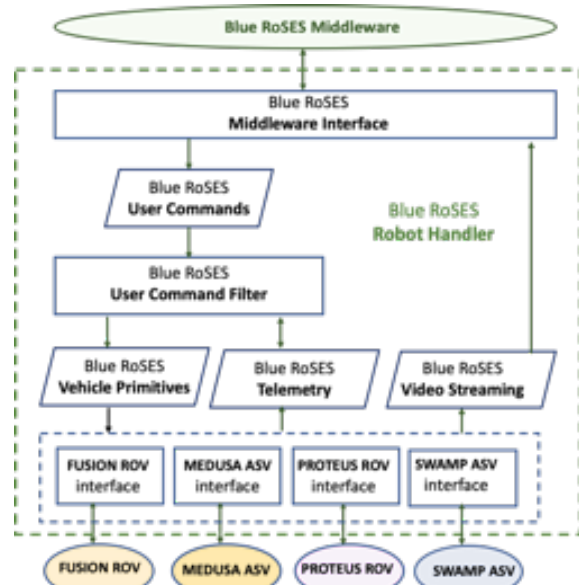 Blue RoSES Middleware
Blue RoSES
Middleware Interface
Blue RoSES
User Commands
Blue RoSES
Robot Handler
Blue RoSES
User Command Filter
Blue RoSES
Vehicle Primitives
Blue RoSES
Telemetry
Blue RoSES
Video Streaming
FUSION ROV
interface
MEDUSA ASV
interface
PROTEUS ROV
interface
SWAMP ASV
interface
FUSION ROV
MEDUSA ASV
PROTEUS ROV
SWAMP ASV